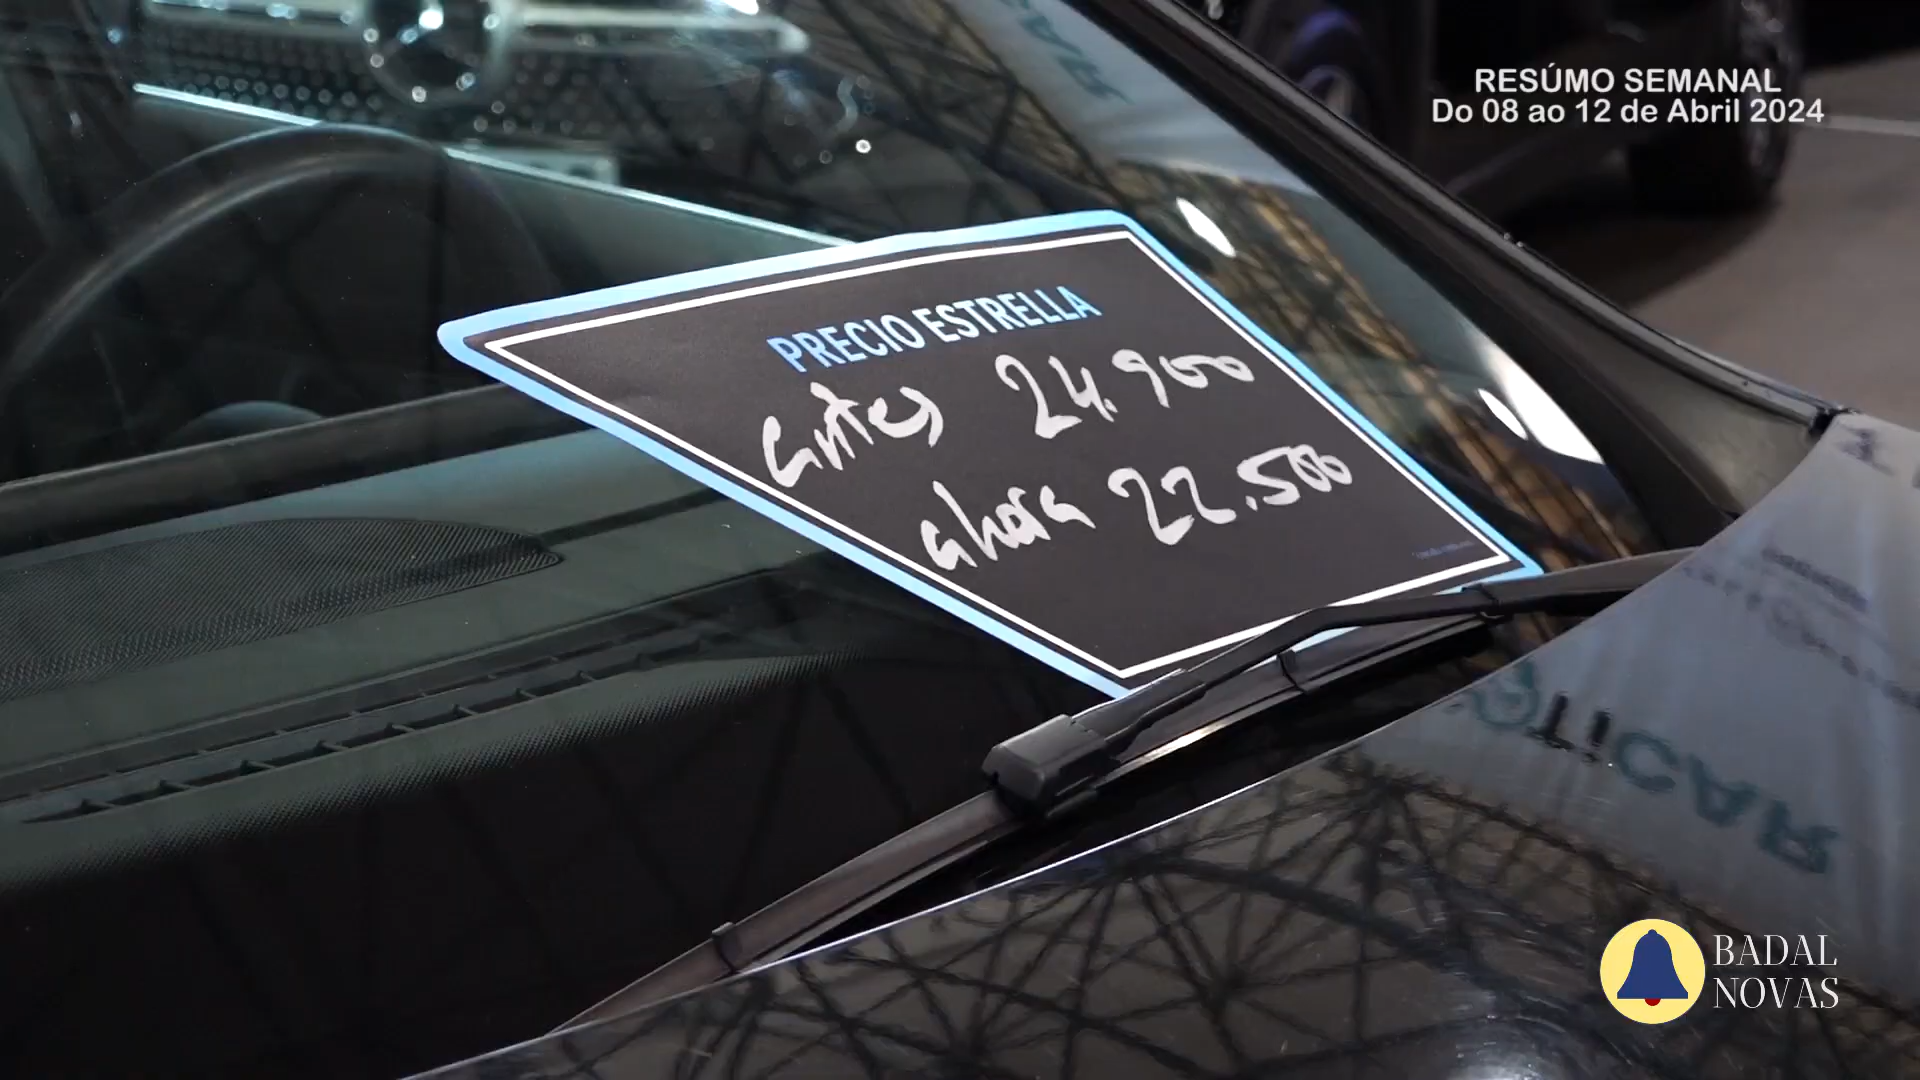 RESÚMO SEMANAL
Do 08 ao 12 de Abril 2024
PRECIO ESTRELLA
antes 24.900
ahora 22.500
TiCAR
BADAL
NOVAS